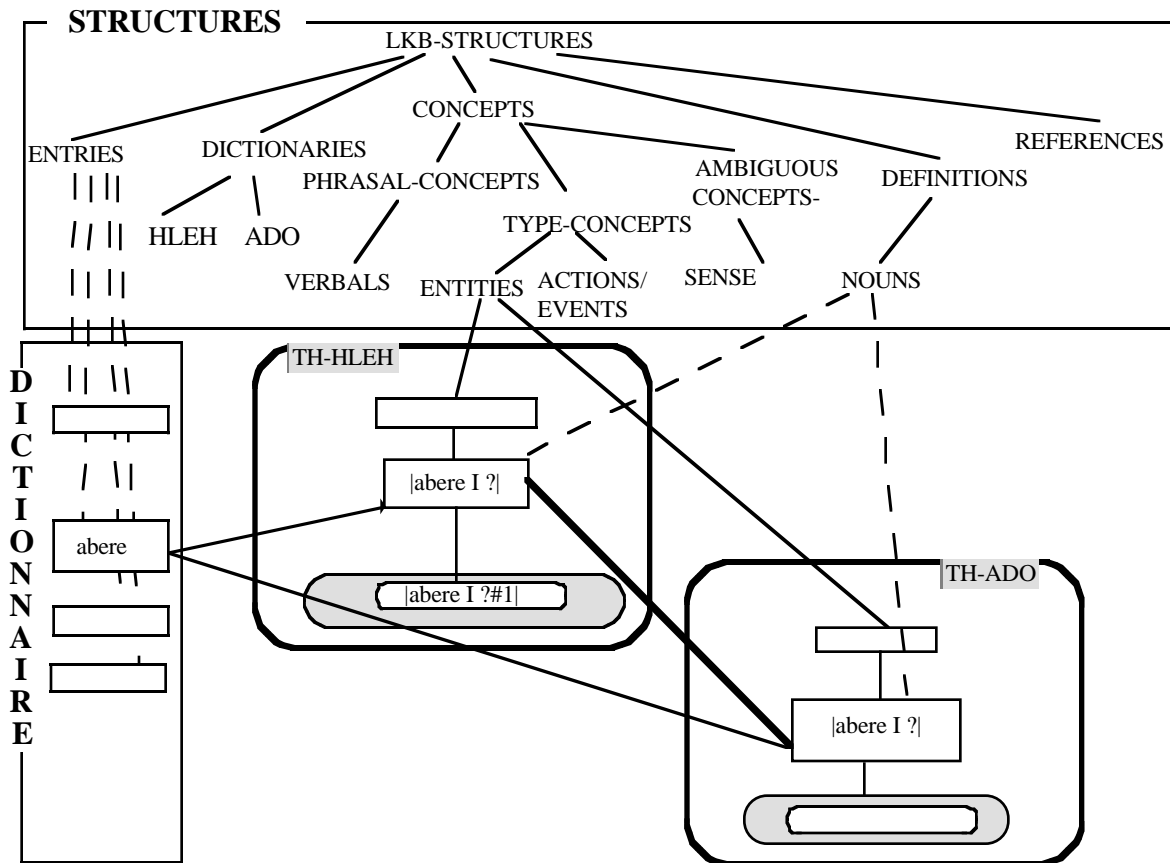 STRUCTURES
LKB-STRUCTURES
CONCEPTS
REFERENCES
ENTRIES
DICTIONARIES
PHRASAL-CONCEPTS
AMBIGUOUS
CONCEPTS-
DEFINITIONS
HLEH
ADO
TYPE-CONCEPTS
VERBALS
ENTITIES
ACTIONS/
EVENTS
SENSE
NOUNS
DICTIONNAIRE
TH-HLEH
|abere I ?|
abere
|abere I ?#1|
TH-ADO
|abere I ?|